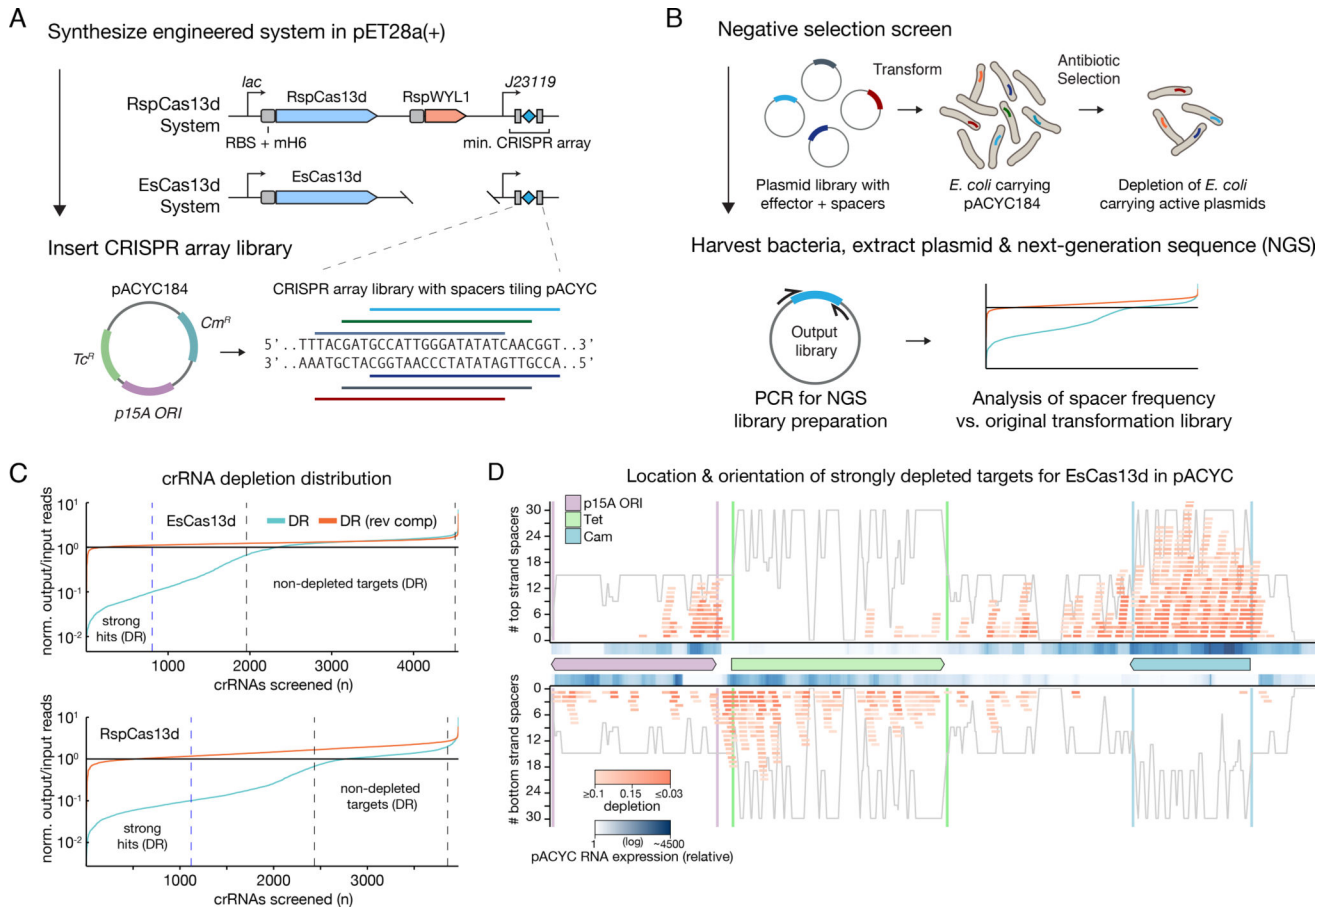 A
Synthesize engineered system in pET28a(+)
lac
J23119
RspCas13d
System
RspCas13d
RspWYL1
RBS + mH6
min. CRISPR array
EsCas13d
System
EsCas13d
Insert CRISPR array library
pACYC184
CmR
TcR
p15A ORI
CRISPR array library with spacers tiling pACYC
5'..TTTACGATGCCATTGGGATATATCAACGGT..3'
3'..AAATGCTACGGTAACCCTATATAGTTGCCA..5'
B
Negative selection screen
Transform
Antibiotic
Selection
Plasmid library with
effector + spacers
E. coli carrying
pACYC184
Depletion of E. coli
carrying active plasmids
Harvest bacteria, extract plasmid & next-generation sequence (NGS)
Output
library
PCR for NGS
library preparation
Analysis of spacer frequency
vs. original transformation library
C
crRNA depletion distribution
norm. output/input reads
10^1
10^0
10^-1
10^-2
EsCas13d
DR
DR (rev comp)
non-depleted targets (DR)
strong
hits (DR)
1000
2000
3000
4000
crRNAs screened (n)
norm. output/input reads
10^1
10^0
10^-1
10^-2
RspCas13d
non-depleted
targets (DR)
strong
hits (DR)
1000
2000
3000
crRNAs screened (n)
D
Location & orientation of strongly depleted targets for EsCas13d in pACYC
p15A ORI
Tet
Cam
# top strand spacers
30
24
18
12
6
0
# bottom strand spacers
0
6
12
18
24
30
≥0.1
0.15
≤0.03
depletion
1
(log)
~4500
pACYC RNA expression (relative)